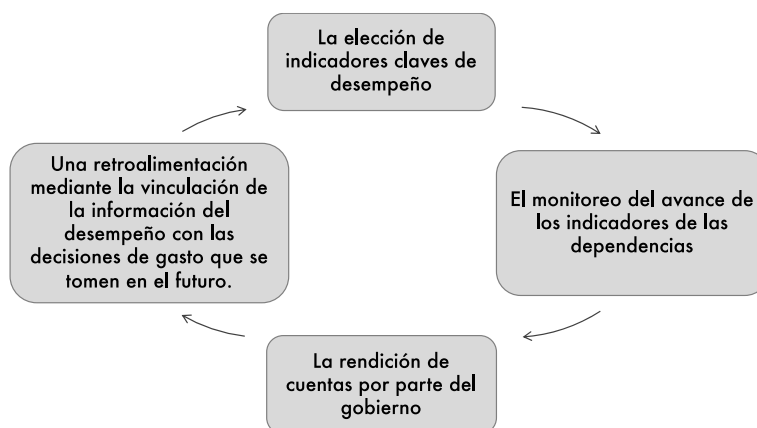 La elección de
indicadores claves de
desempeño
El monitoreo del avance de
los indicadores de las
dependencias
La rendición de
cuentas por parte del
gobierno
Una retroalimentación
mediante la vinculación de
la información del
desempeño con las
decisiones de gasto que se
tomen en el futuro.